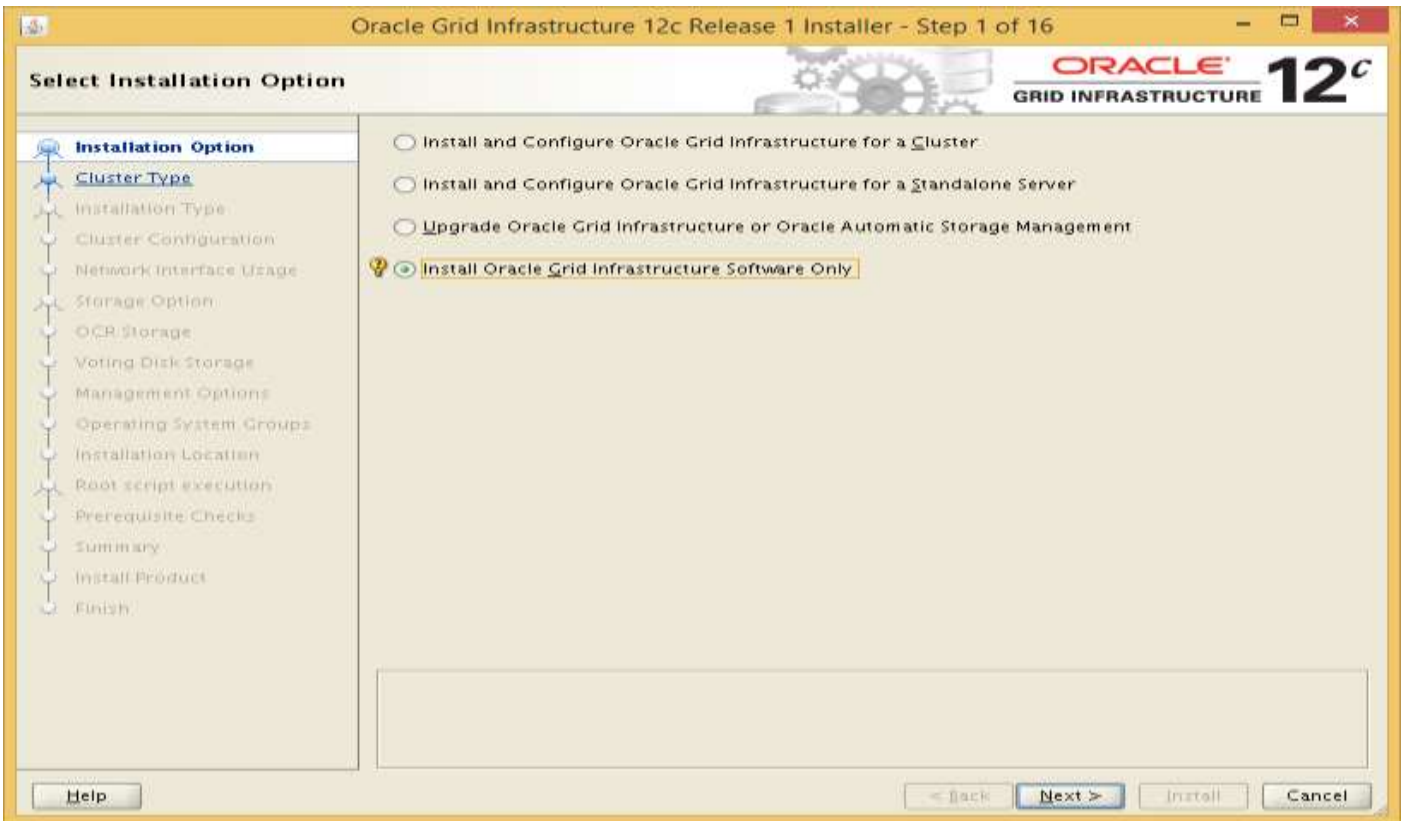 Oracle Grid Infrastructure 12c Release 1 Installer - Step 1 of 16
Select Installation Option
ORACLE
GRID INFRASTRUCTURE
12c
Installation Option
Cluster Type
Installation Type
Cluster Configuration
Network Interface Usage
Storage Option
OCR Storage
Voting Disk Storage
Management Options
Operating System Groups
Installation Location
Root script execution
Prerequisite Checks
Summary
Install Product
Finish
Install and Configure Oracle Grid Infrastructure for a Cluster
Install and Configure Oracle Grid Infrastructure for a Standalone Server
Upgrade Oracle Grid Infrastructure or Oracle Automatic Storage Management
Install Oracle Grid Infrastructure Software Only
Help
< Back
Next >
Install
Cancel